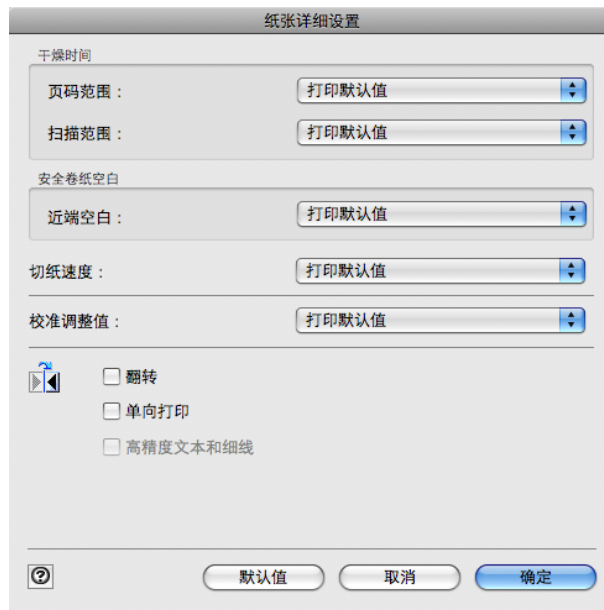 纸张详细设置
干燥时间
页码范围： 打印默认值
扫描范围： 打印默认值
安全卷纸空白
近端空白： 打印默认值
切纸速度： 打印默认值
校准调整值： 打印默认值
翻转
单向打印
高精度文本和细线
? 默认值 取消 确定